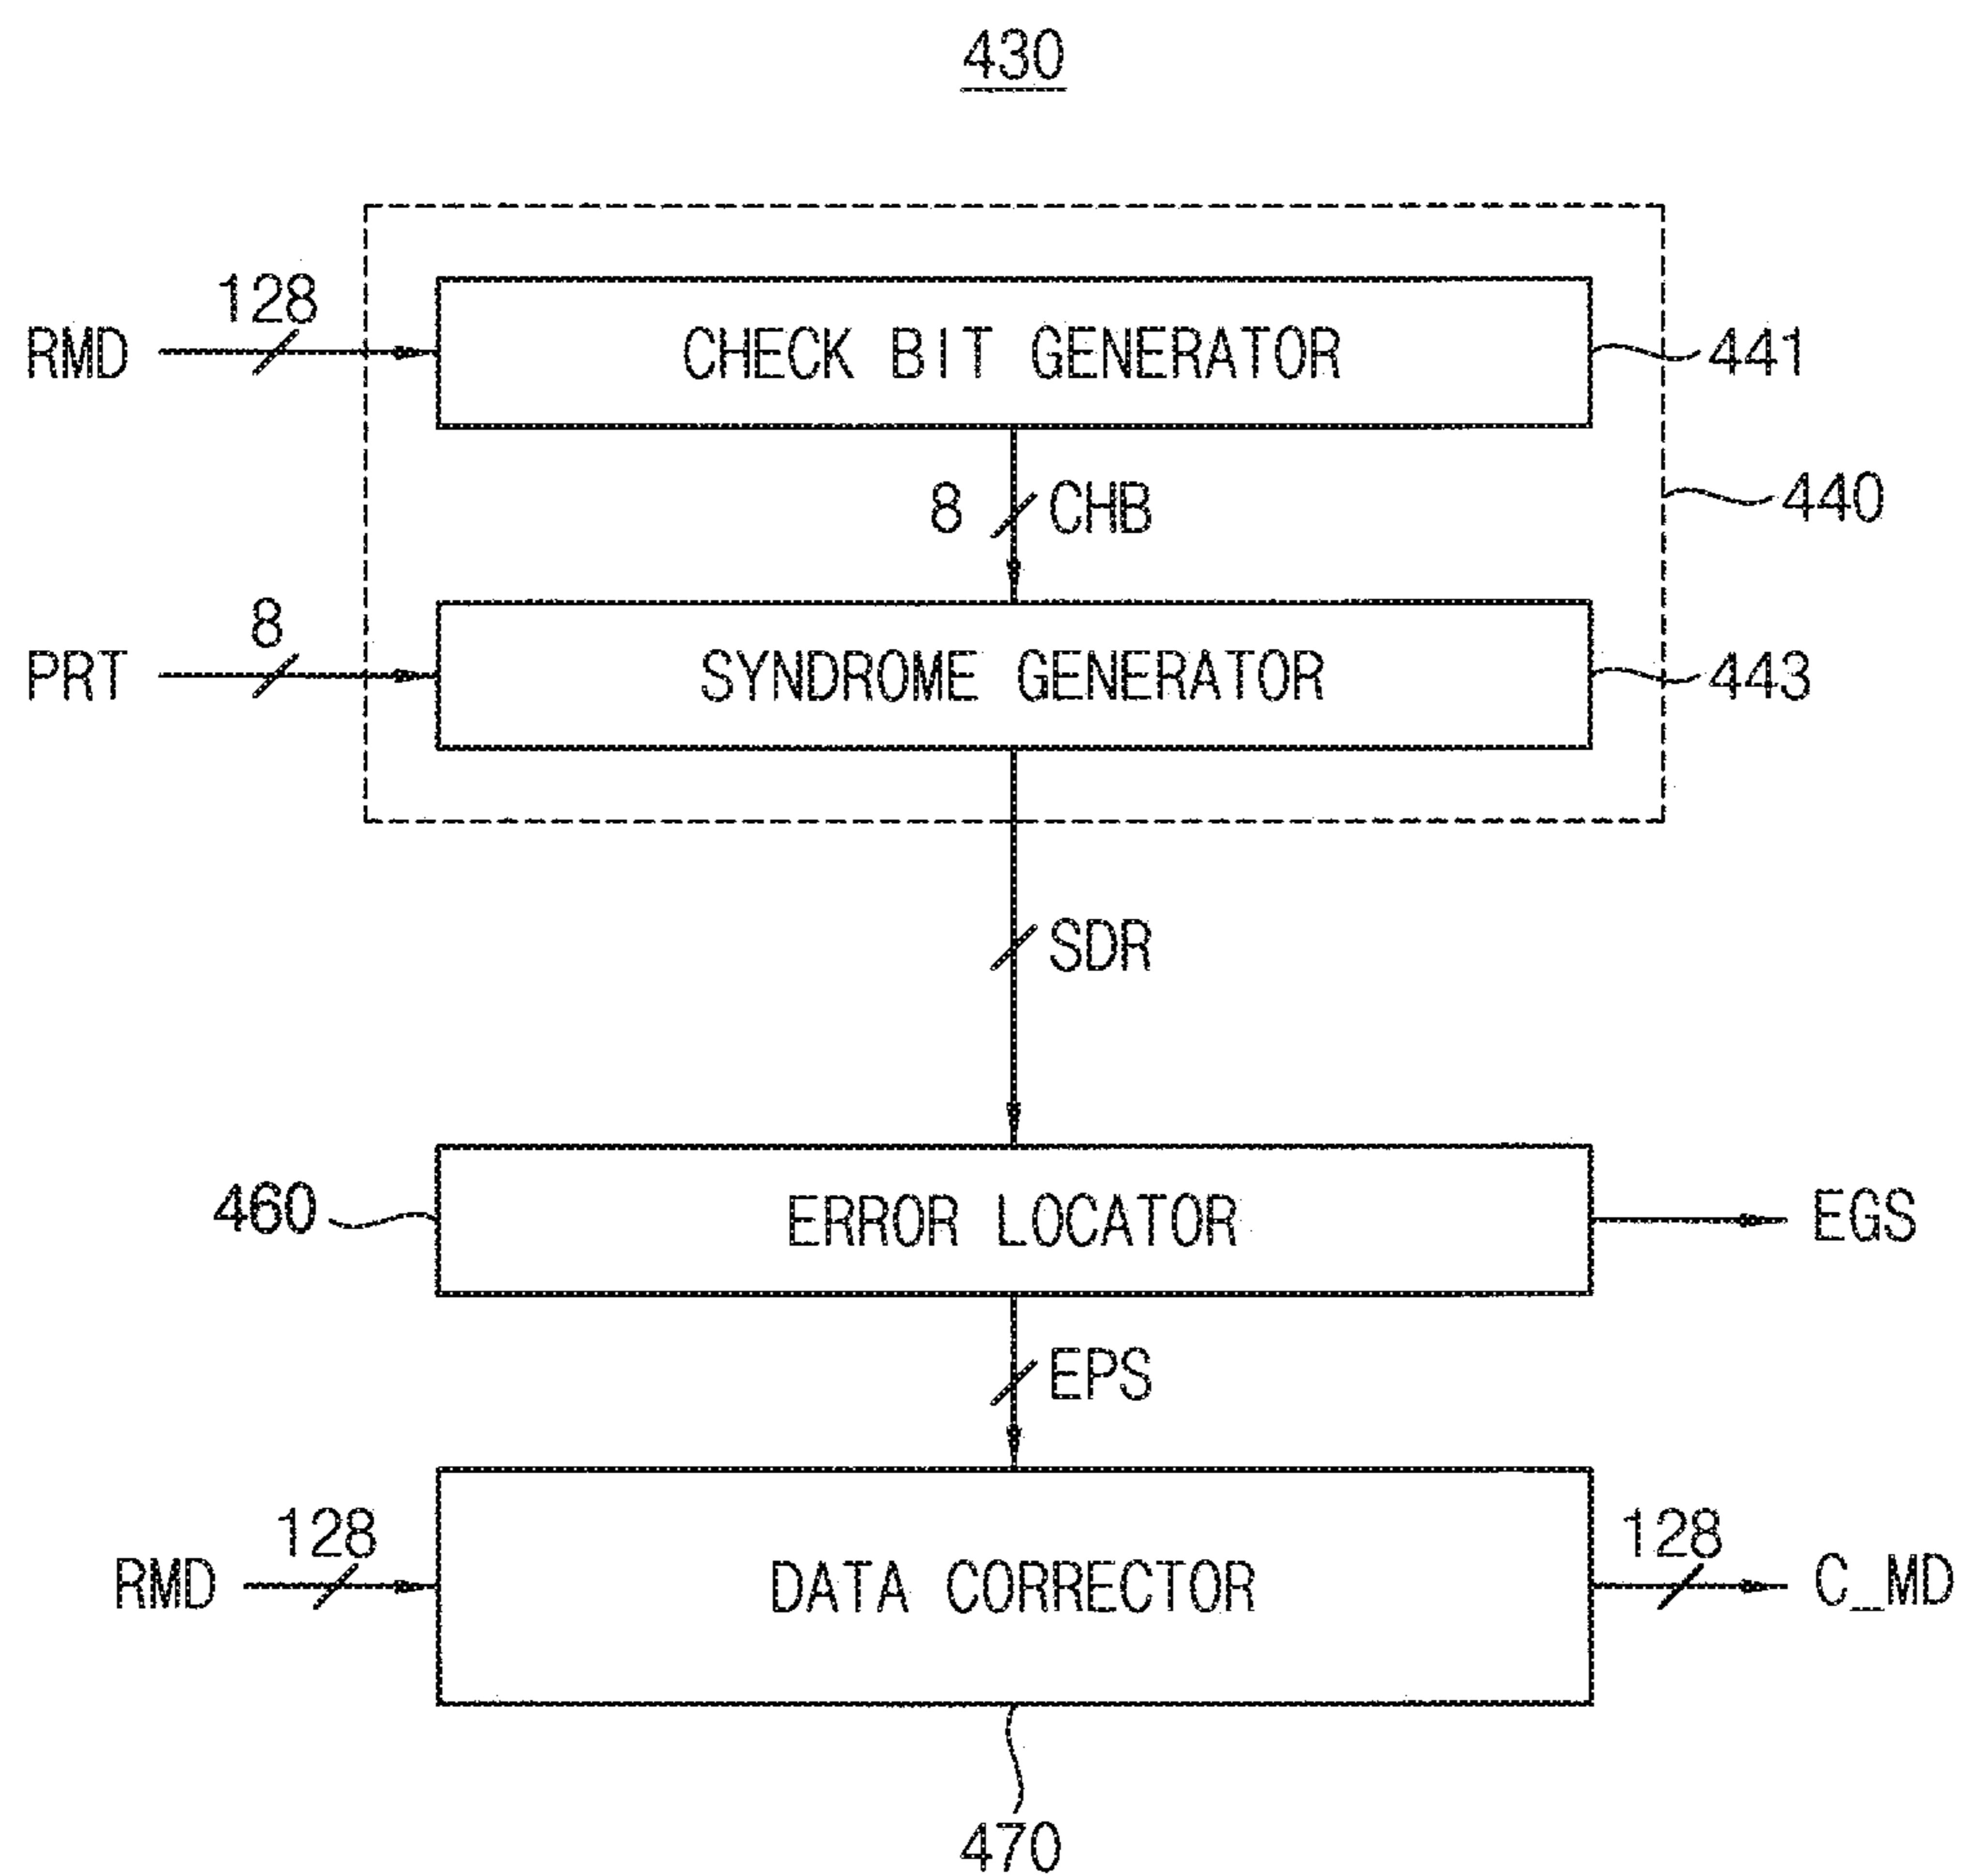 430
128
RMD
CHECK BIT GENERATOR
441
8
CHB
440
8
PRT
SYNDROME GENERATOR
443
SDR
460
ERROR LOCATOR
EGS
EPS
128
RMD
DATA CORRECTOR
128
C_MD
470